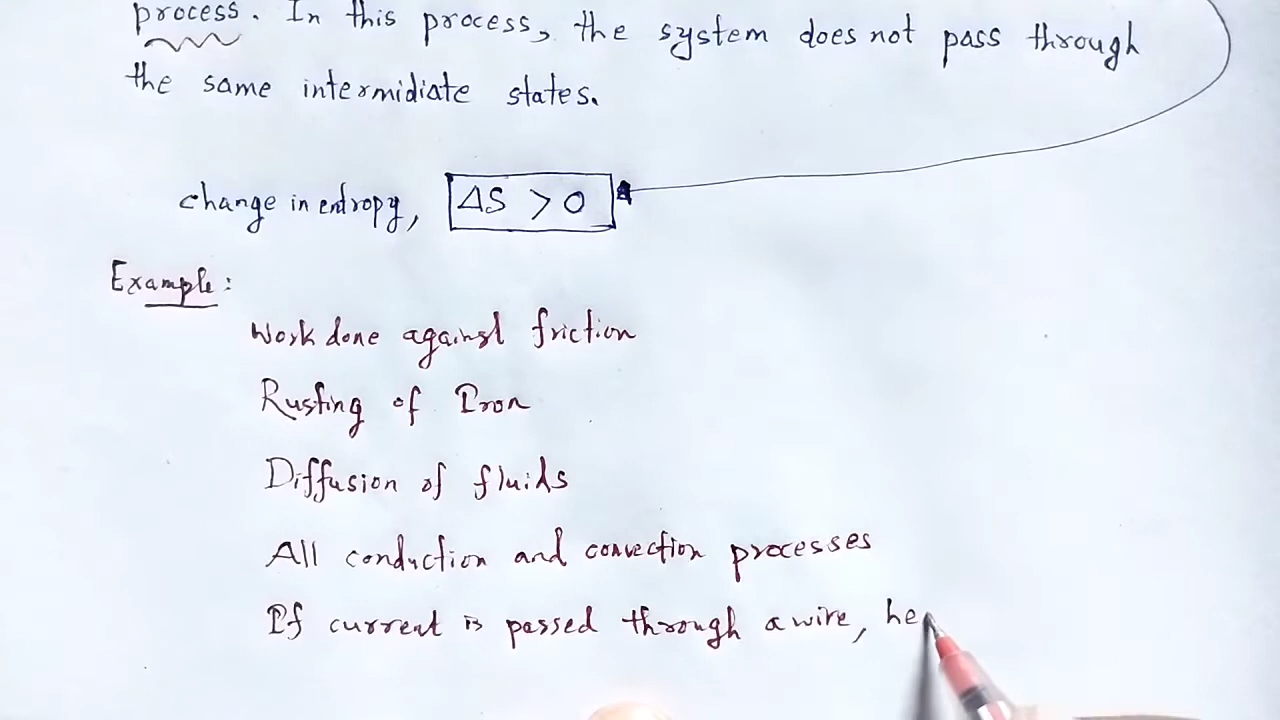 process. In this process, the system does not pass through
the same intermidiate states.
change in entropy, ΔS > 0
Example:
Work done against friction
Rusting of Iron
Diffusion of fluids
All conduction and convection processes
If current is passed through a wire, he